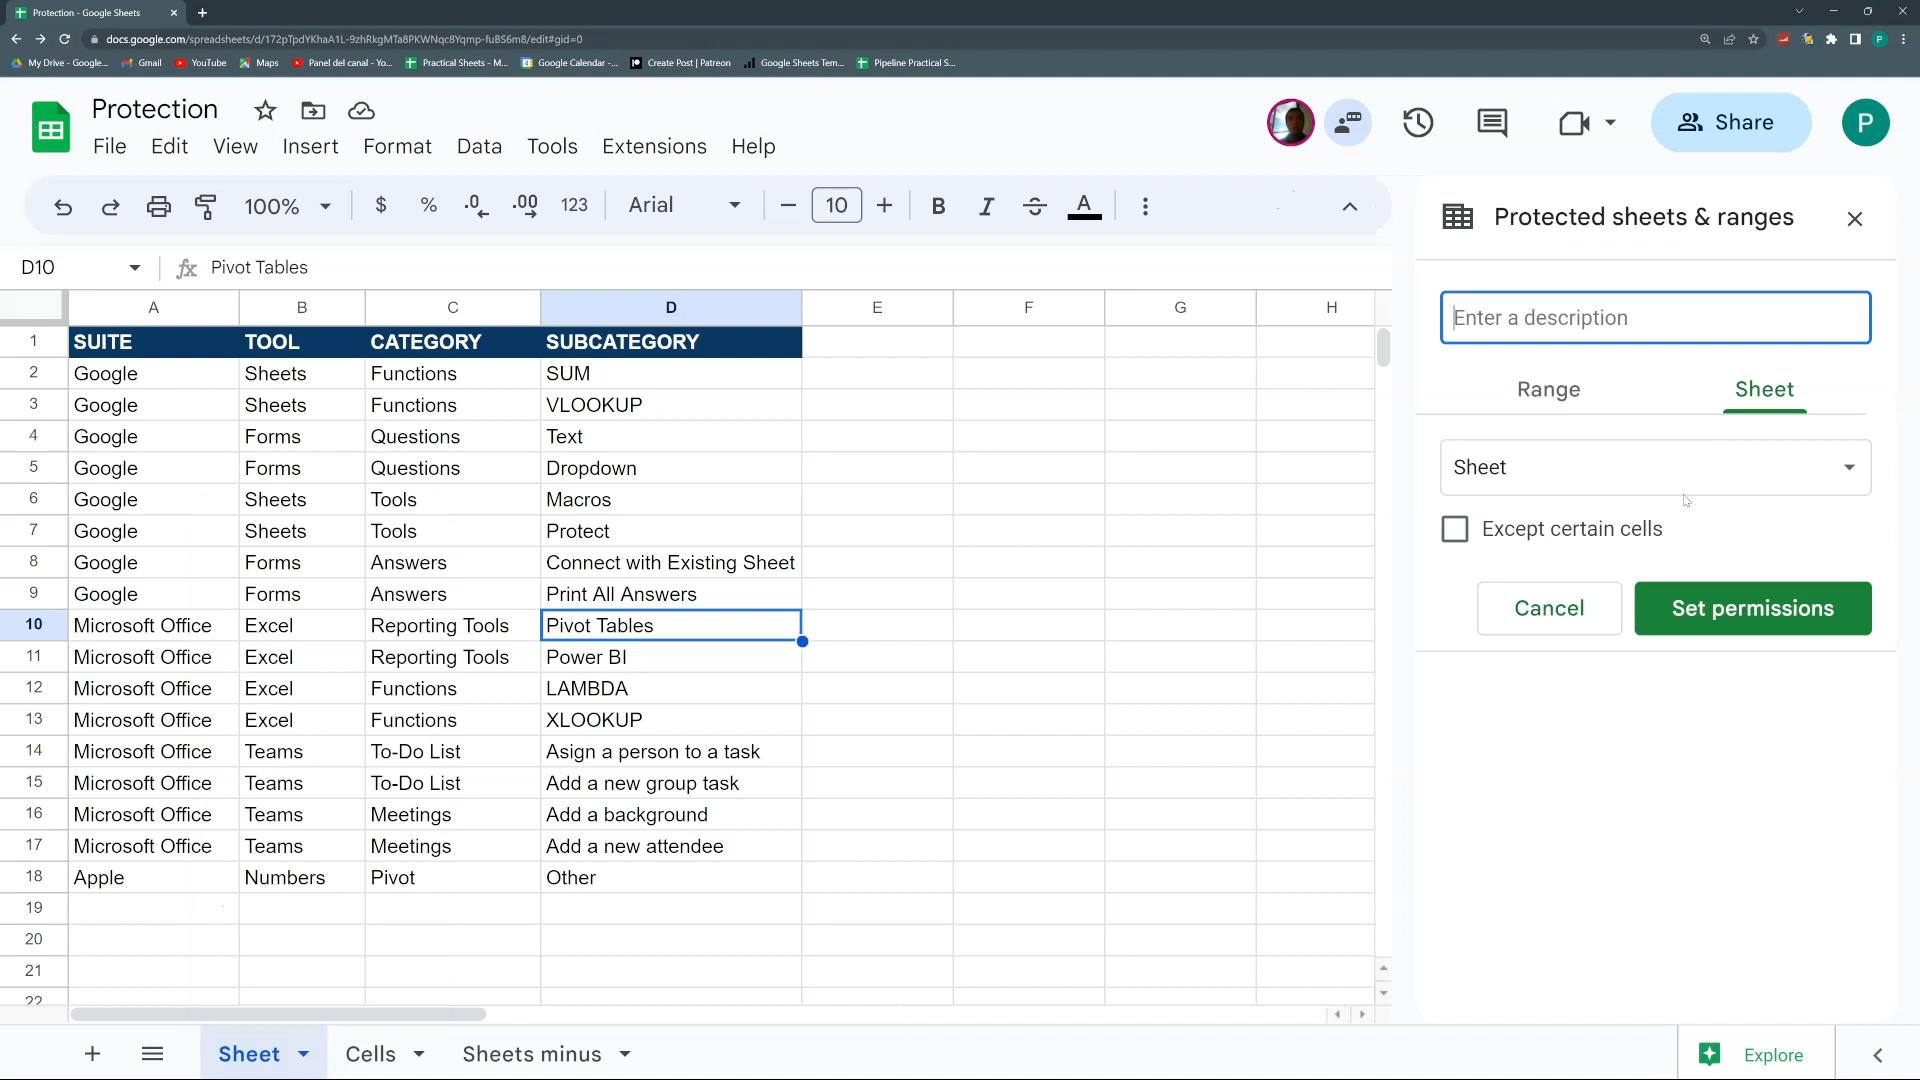 Protection - Google Sheets
docs.google.com/spreadsheets/d/172pTpdYKhaA1L-9zhRkgMTa8PKWNqc8Yqmp-fuBS6m8/edit#gid=0
My Drive - Google... Gmail YouTube Maps Panel del canal - Yo... Practical Sheets - M... Google Calendar -... Create Post | Patreon Google Sheets Tem... Pipeline Practical S...
Protection
File Edit View Insert Format Data Tools Extensions Help
Share
P
100% $ % .0 .00 123 Arial 10 B I S A
D10 fx Pivot Tables
A B C D E F G H
1 SUITE TOOL CATEGORY SUBCATEGORY
2 Google Sheets Functions SUM
3 Google Sheets Functions VLOOKUP
4 Google Forms Questions Text
5 Google Forms Questions Dropdown
6 Google Sheets Tools Macros
7 Google Sheets Tools Protect
8 Google Forms Answers Connect with Existing Sheet
9 Google Forms Answers Print All Answers
10 Microsoft Office Excel Reporting Tools Pivot Tables
11 Microsoft Office Excel Reporting Tools Power BI
12 Microsoft Office Excel Functions LAMBDA
13 Microsoft Office Excel Functions XLOOKUP
14 Microsoft Office Teams To-Do List Asign a person to a task
15 Microsoft Office Teams To-Do List Add a new group task
16 Microsoft Office Teams Meetings Add a background
17 Microsoft Office Teams Meetings Add a new attendee
18 Apple Numbers Pivot Other
19
20
21
22
Protected sheets & ranges
Enter a description
Range Sheet
Sheet
Except certain cells
Cancel Set permissions
Sheet Cells Sheets minus
Explore